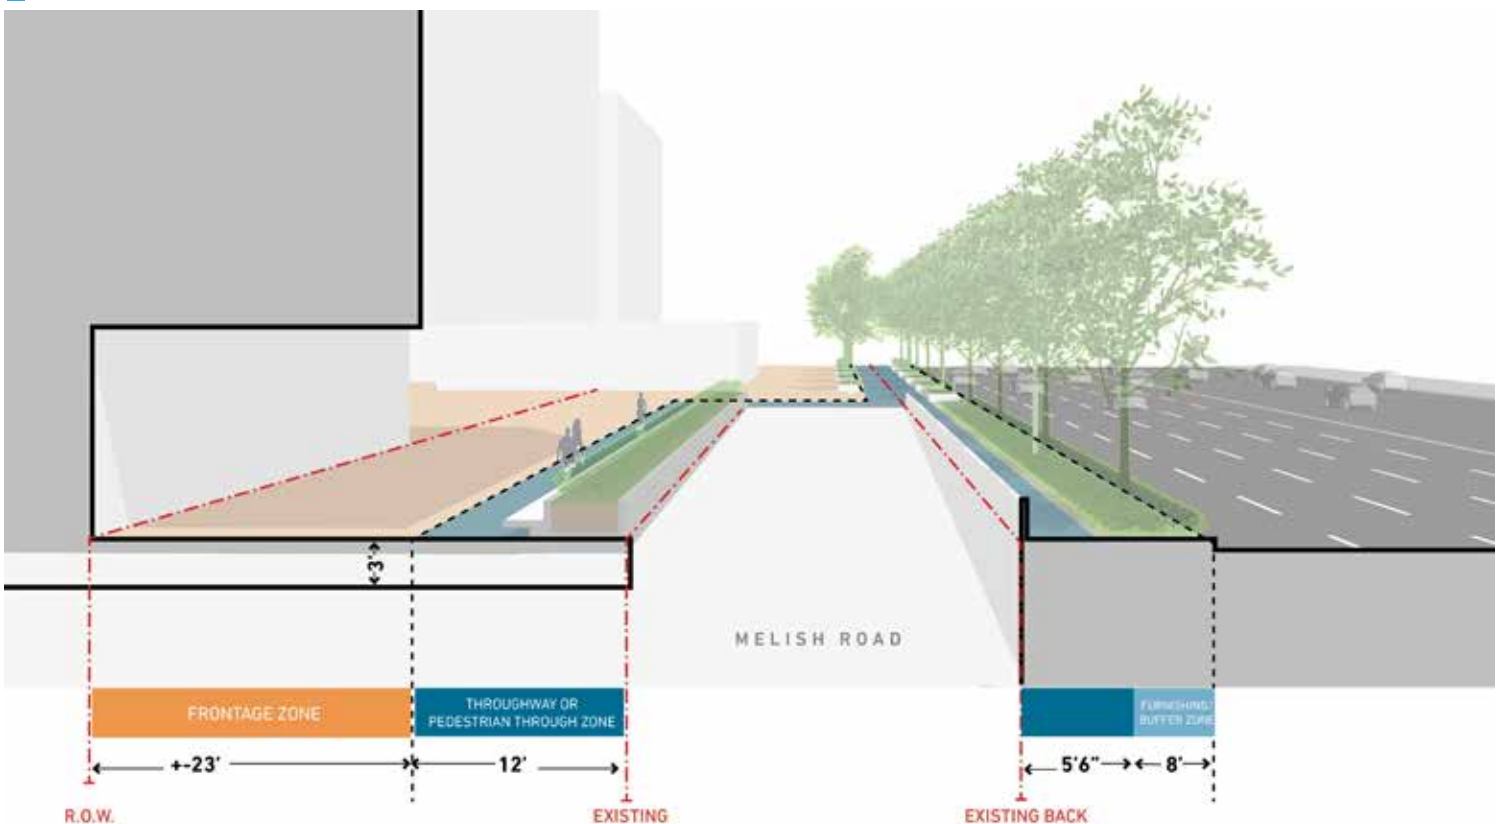 3'
MELISH ROAD
FRONTAGE ZONE
THROUGHWAY OR
PEDESTRIAN THROUGH ZONE
FURNISHING/
BUFFER ZONE
+-23'
12'
5'6"
8'
R.O.W.
EXISTING
EXISTING BACK